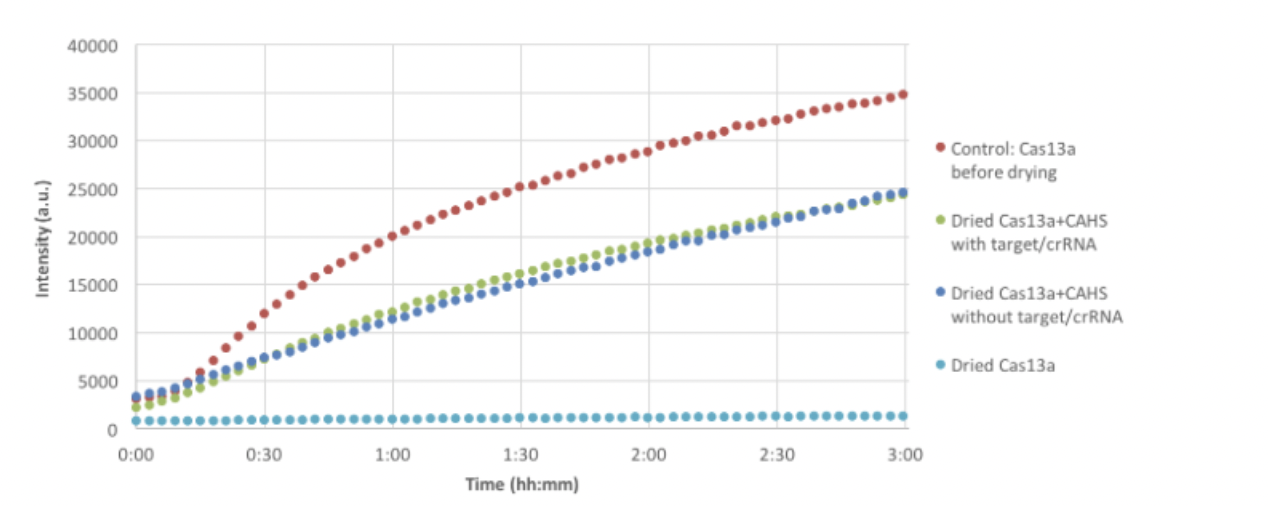 40000
35000
30000
25000
20000
15000
10000
5000
0
Intensity (a.u.)
0:00 0:30 1:00 1:30 2:00 2:30 3:00
Time (hh:mm)
Control: Cas13a
before drying
Dried Cas13a+CAHS
with target/crRNA
Dried Cas13a+CAHS
without target/crRNA
Dried Cas13a